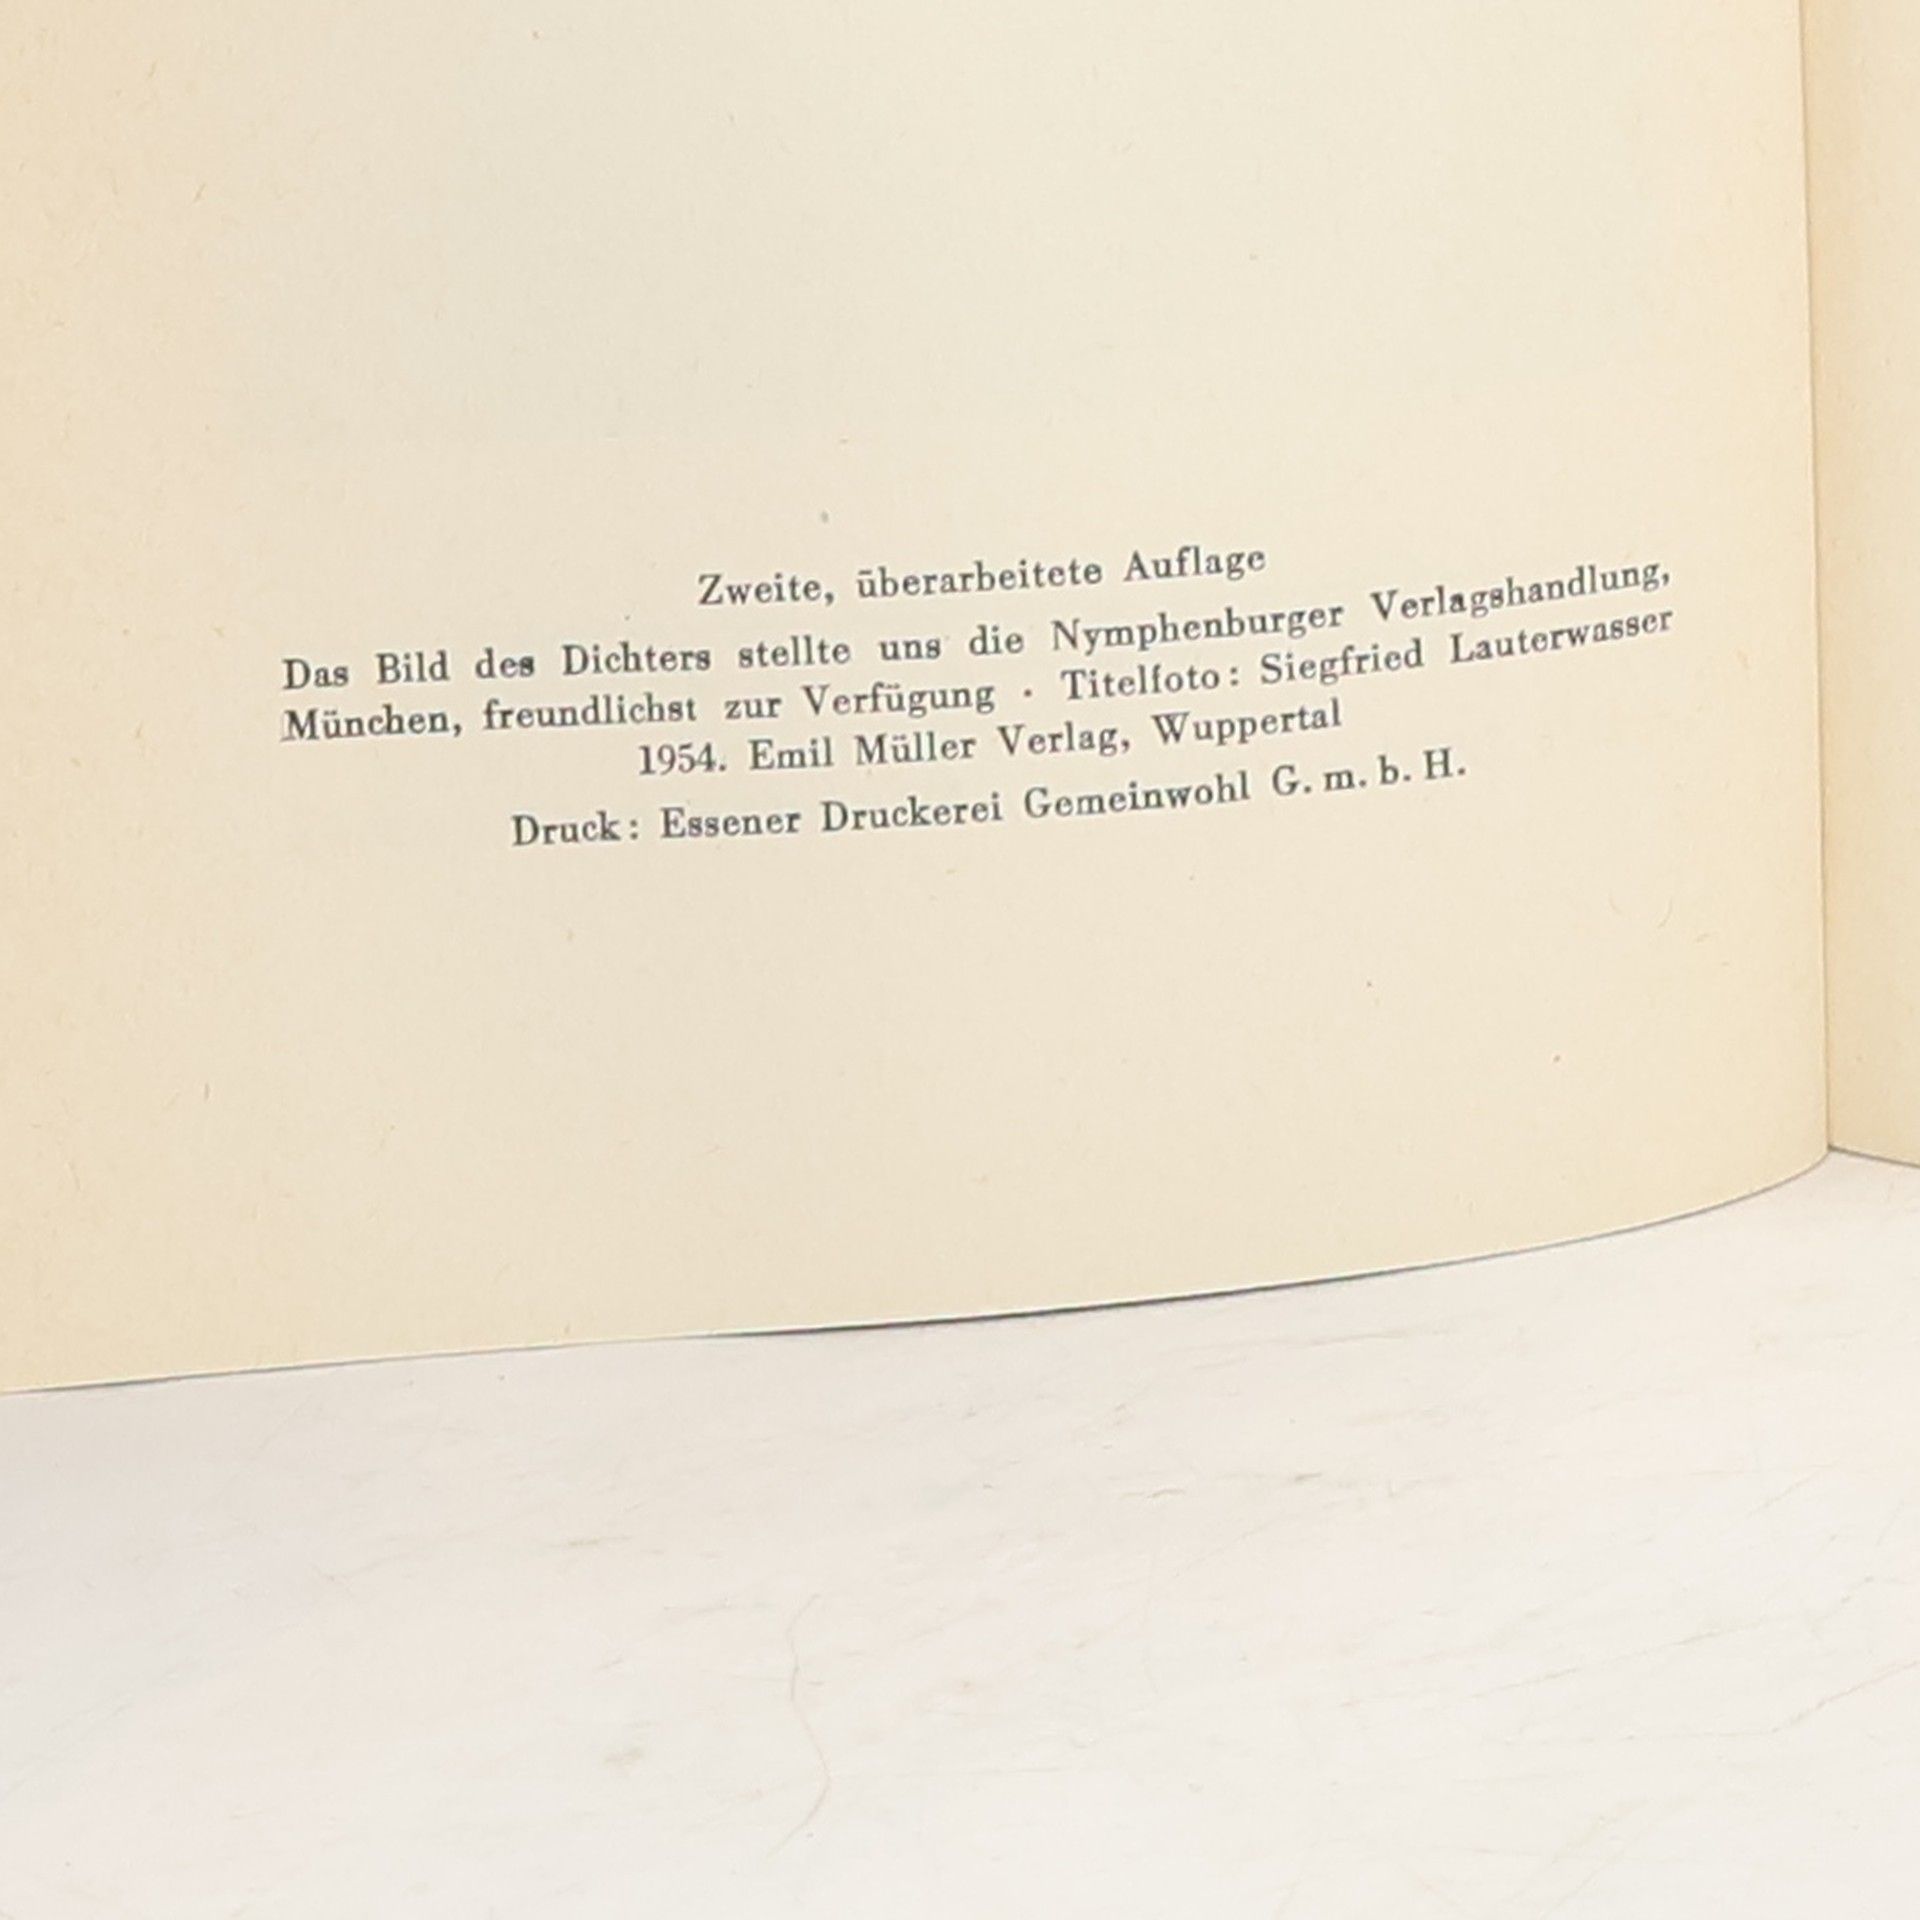 Zweite, überarbeitete Auflage
Das Bild des Dichters stellte uns die Nymphenburger Verlagshandlung,
München, freundlichst zur Verfügung · Titelfoto: Siegfried Lauterwasser
1954. Emil Müller Verlag, Wuppertal
Druck: Essener Druckerei Gemeinwohl G. m. b. H.